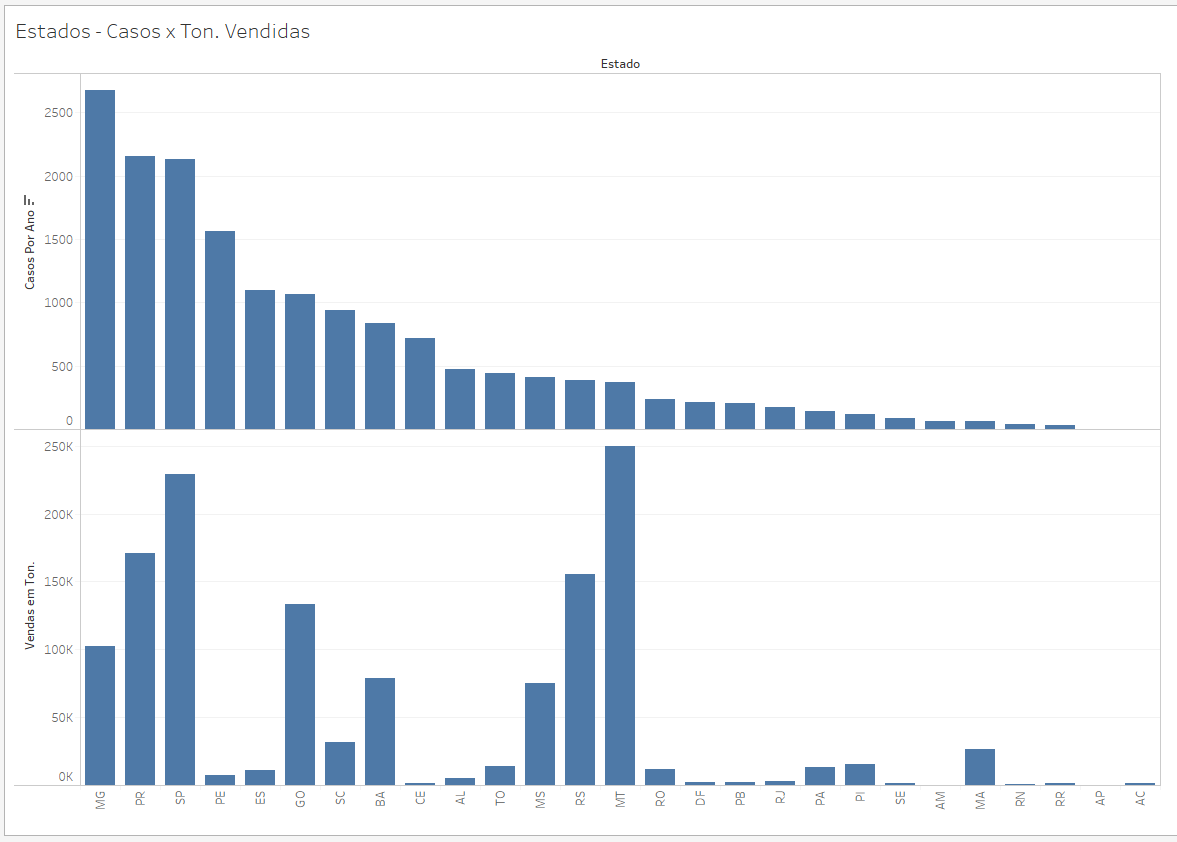 Estados - Casos x Ton. Vendidas
Estado
Casos Por Ano
2500
2000
1500
1000
500
0
Vendas em Ton.
250K
200K
150K
100K
50K
0K
MG PR SP PE ES GO SC BA CE AL TO MS RS MT RO DF PB RJ PA PI SE AM MA RN RR AP AC